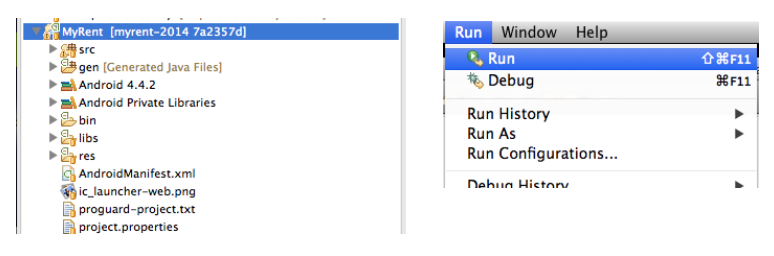 MyRent [myrent-2014 7a2357d]
src
gen [Generated Java Files]
Android 4.4.2
Android Private Libraries
bin
libs
res
AndroidManifest.xml
ic_launcher-web.png
proguard-project.txt
project.properties
Run Window Help
Run ⇧⌘F11
Debug ⌘F11
Run History
Run As
Run Configurations...
Debug History